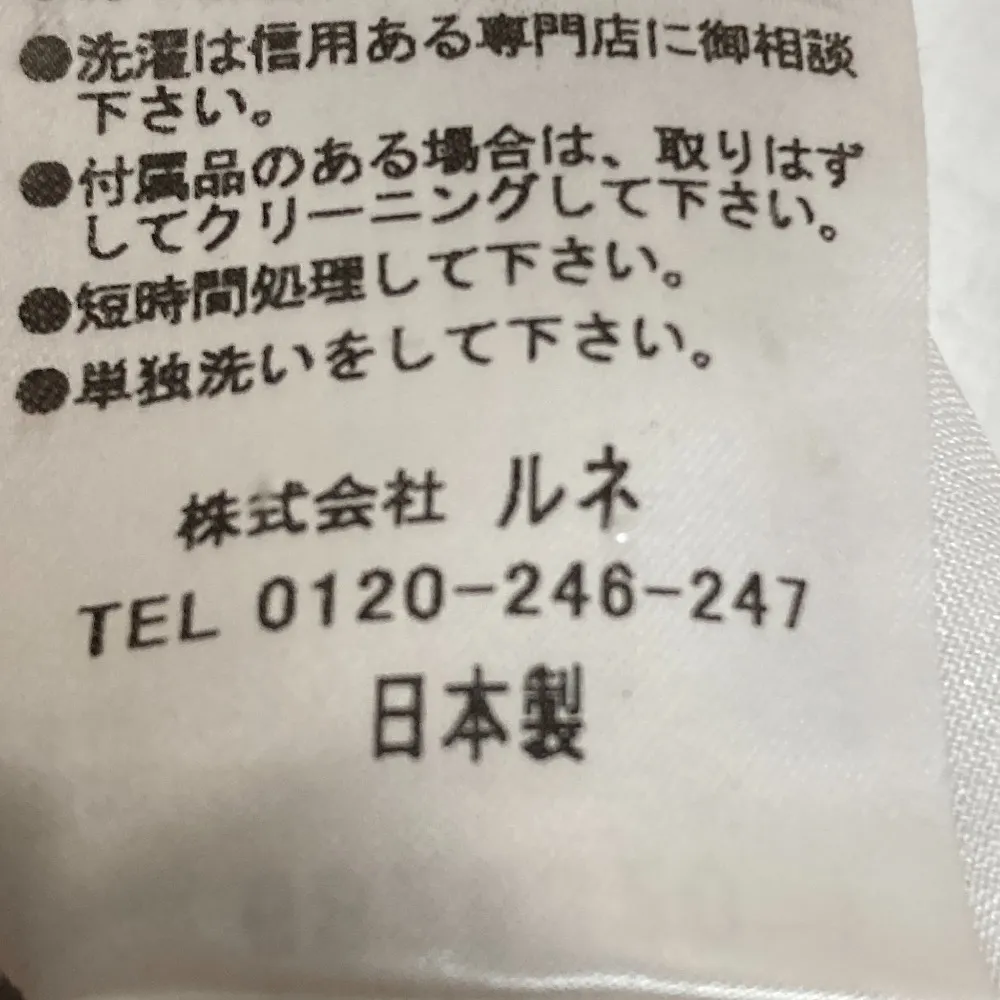 ●洗濯は信用ある専門店に御相談
下さい。
●付属品のある場合は、取りはず
してクリーニングして下さい。
●短時間処理して下さい。
●単独洗いをして下さい。
株式会社 ルネ
TEL 0120-246-247
日本製